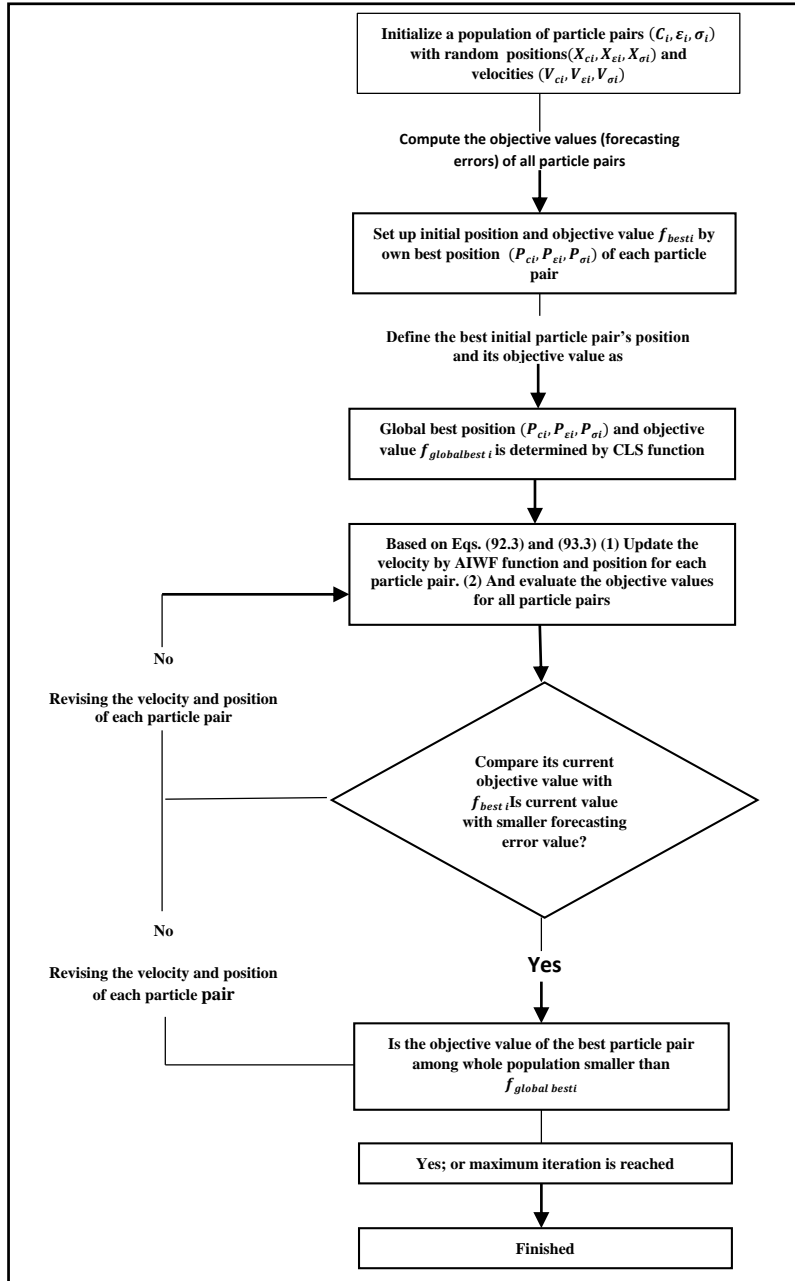 Initialize a population of particle pairs (C_i, ε_i, σ_i)
with random positions(X_ci, X_εi, X_σi) and
velocities (V_ci, V_εi, V_σi)
Compute the objective values (forecasting
errors) of all particle pairs
Set up initial position and objective value f_besti by
own best position (P_ci, P_εi, P_σi) of each particle
pair
Define the best initial particle pair’s position
and its objective value as
Global best position (P_ci, P_εi, P_σi) and objective
value f_globalbest i is determined by CLS function
Based on Eqs. (92.3) and (93.3) (1) Update the
velocity by AIWF function and position for each
particle pair. (2) And evaluate the objective values
for all particle pairs
No
Revising the velocity and position
of each particle pair
Compare its current
objective value with
f_best i Is current value
with smaller forecasting
error value?
No
Revising the velocity and position
of each particle pair
Yes
Is the objective value of the best particle pair
among whole population smaller than
f_global besti
Yes; or maximum iteration is reached
Finished